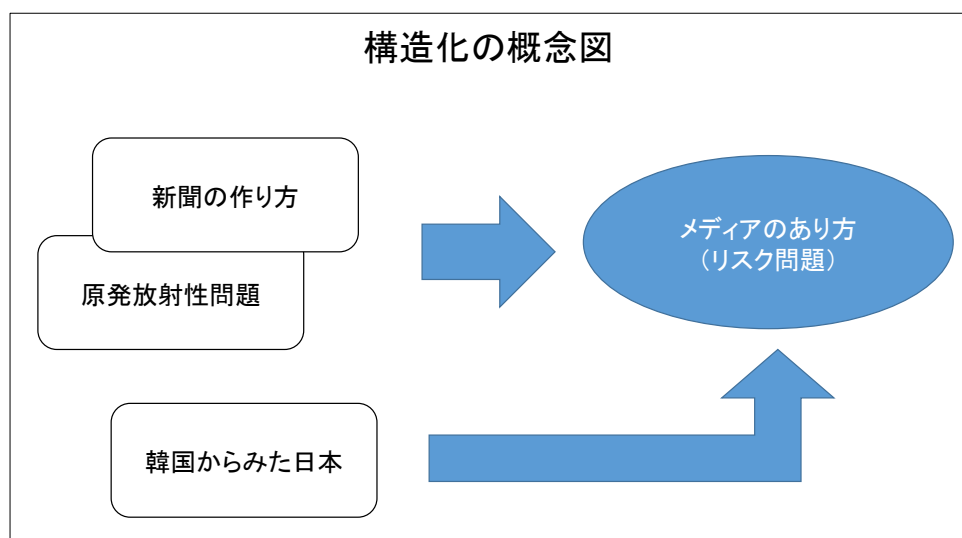 構造化の概念図
新聞の作り方
原発放射性問題
韓国からみた日本
メディアのあり方
（リスク問題）